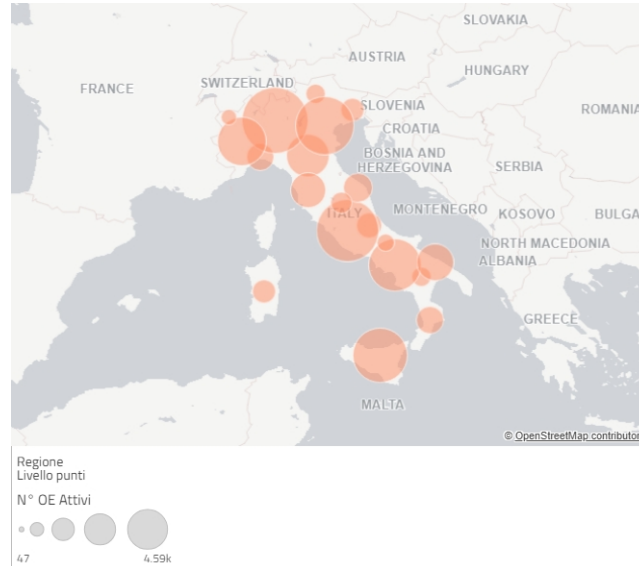 SLOVAKIA
AUSTRIA
FRANCE
SWITZERLAND
HUNGARY
SLOVENIA
ROMANIA
CROATIA
BOSNIA AND
HERZEGOVINA
SERBIA
ITALY
MONTENEGRO
KOSOVO
BULGA
NORTH MACEDONIA
ALBANIA
GREECE
MALTA
© OpenStreetMap contributor
Regione
Livello punti
N° OE Attivi
47
4.59k